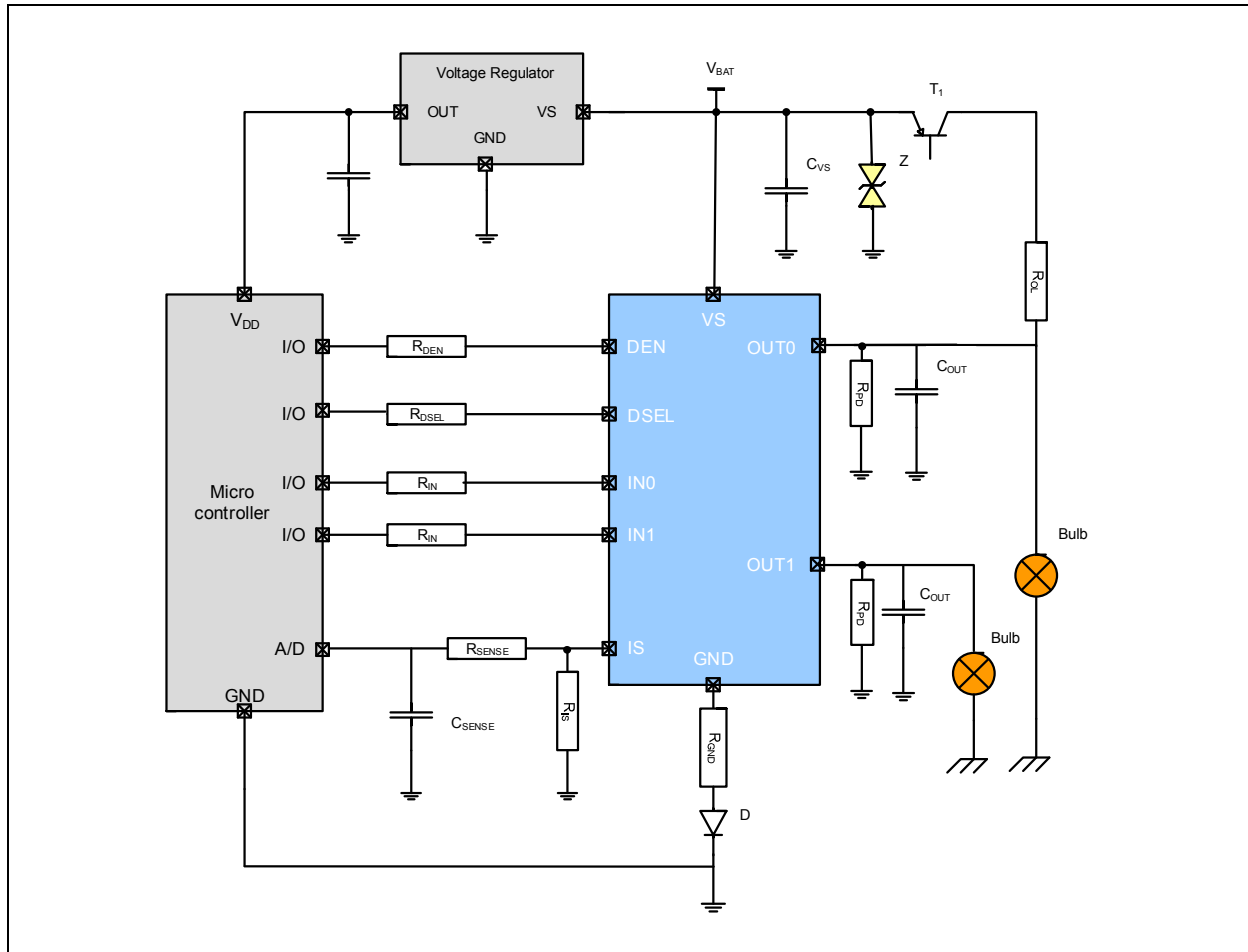 Voltage Regulator
OUT
VS
GND
VBAT
T1
CVS
Z
ROL
VDD
I/O
RDEN
DEN
VS
OUT0
RPD
COUT
I/O
RDSEL
DSEL
I/O
RIN
IN0
Micro
controller
I/O
RIN
IN1
OUT1
RPD
COUT
Bulb
Bulb
A/D
RSENSE
IS
GND
GND
CSENSE
RIS
RGND
D